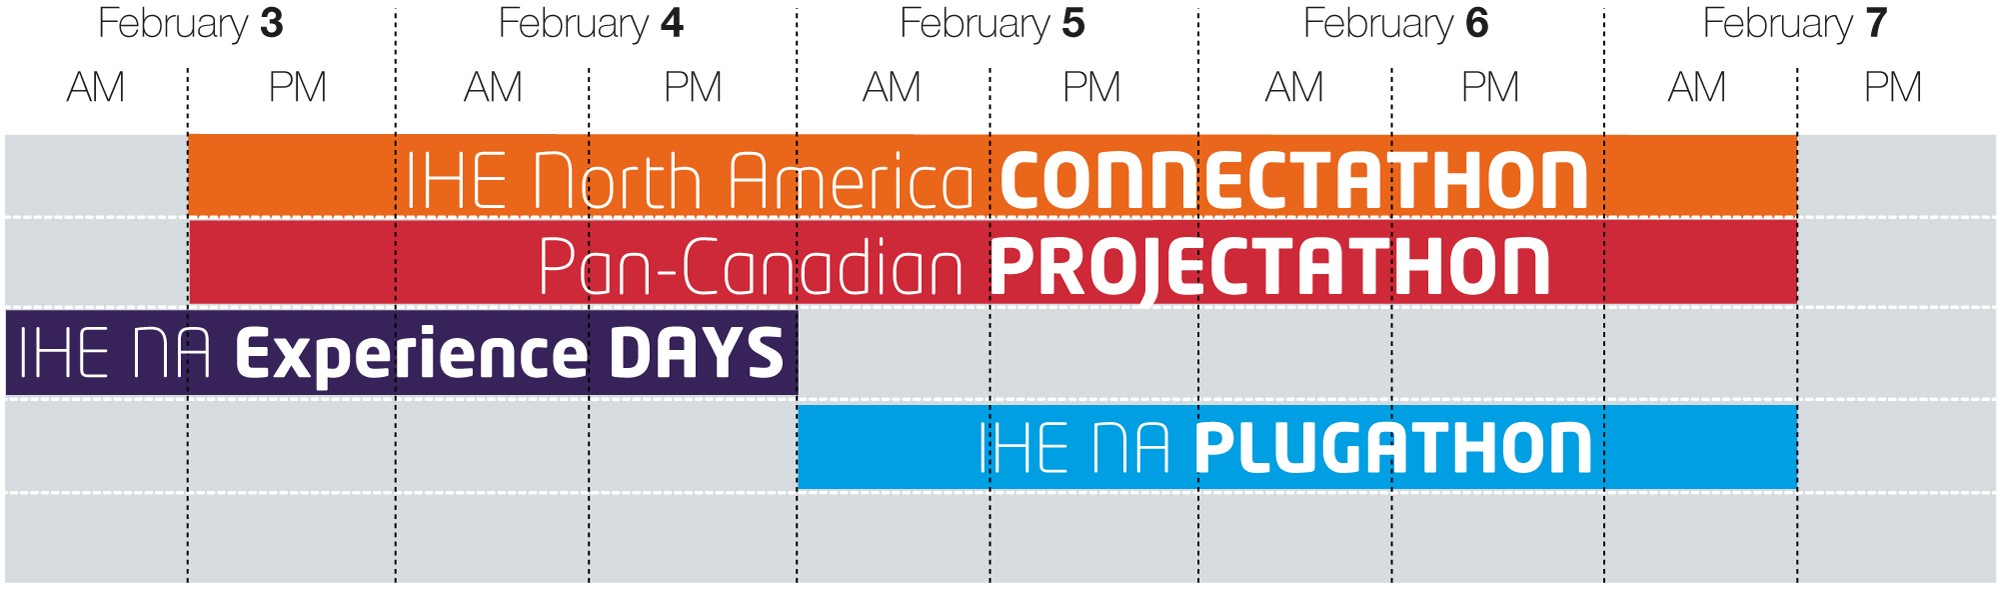 February 3 February 4 February 5 February 6 February 7
AM PM AM PM AM PM AM PM AM PM
IHE North America CONNECTATHON
Pan-Canadian PROJECTATHON
IHE NA Experience DAYS
IHE NA PLUGATHON